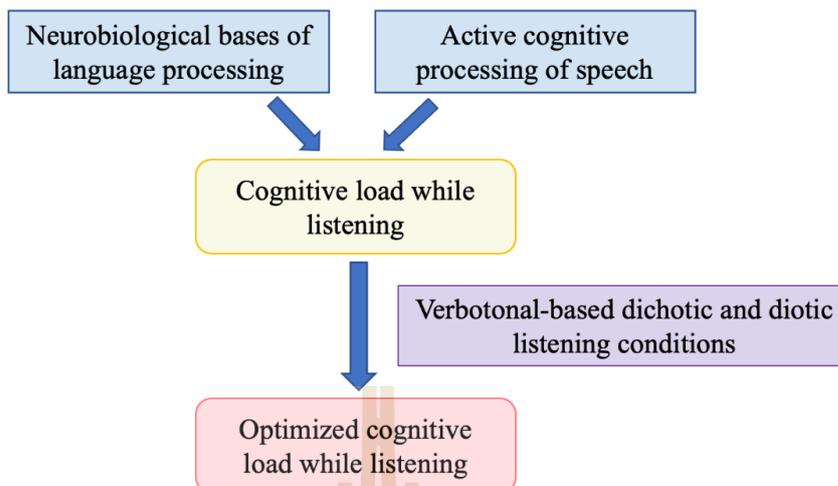 Neurobiological bases of
language processing
Active cognitive
processing of speech
Cognitive load while
listening
Verbotonal-based dichotic and diotic
listening conditions
Optimized cognitive
load while listening